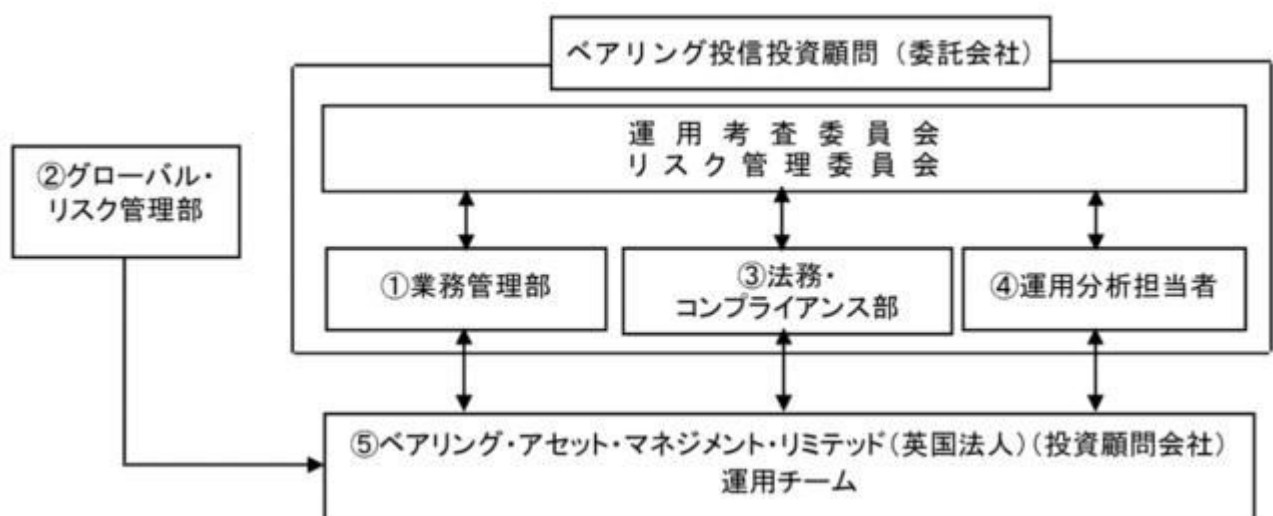 ベアリング投信投資顧問（委託会社）
運用考査委員会
リスク管理委員会
②グローバル・
リスク管理部
①業務管理部
③法務・
コンプライアンス部
④運用分析担当者
⑤ベアリング・アセット・マネジメント・リミテッド（英国法人）（投資顧問会社）
運用チーム